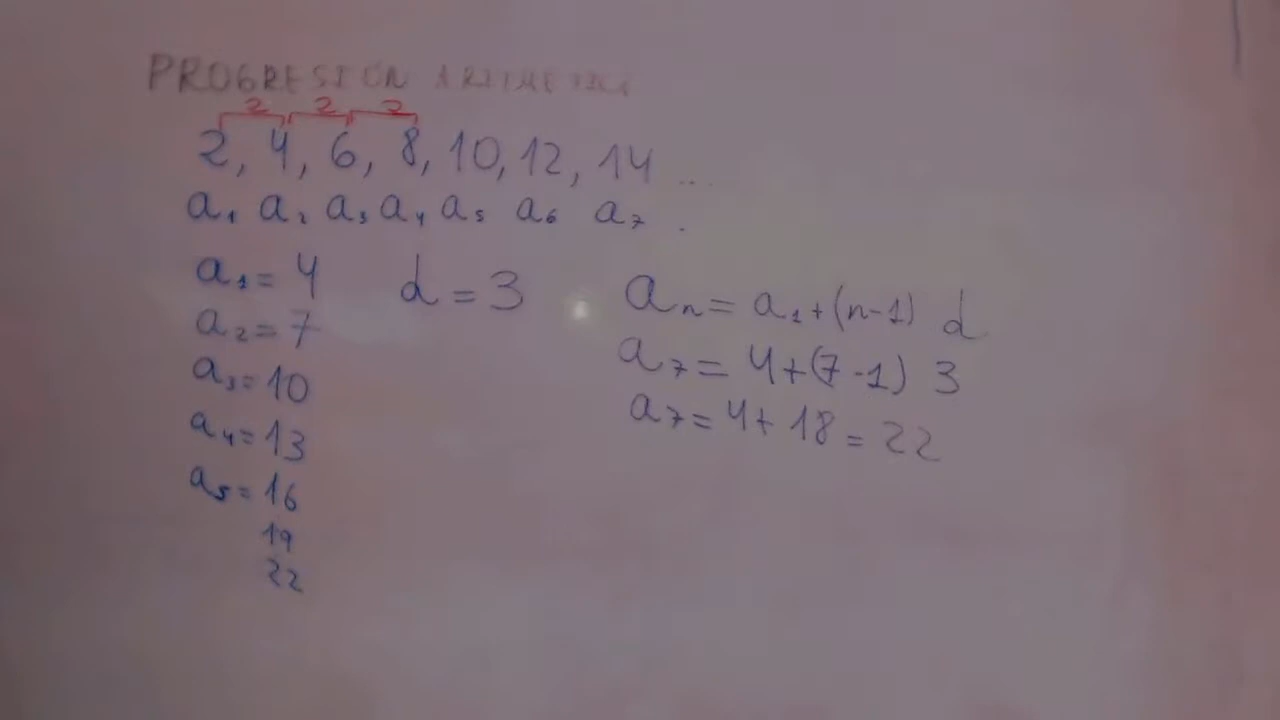 PROGRESION ARITMETICA
2 2 2
2, 4, 6, 8, 10, 12, 14 ...
a₁ a₂ a₃ a₄ a₅ a₆ a₇ .
a₁ = 4
a₂ = 7
a₃ = 10
a₄ = 13
a₅ = 16
19
22
d = 3
aₙ = a₁ + (n-1) d
a₇ = 4 + (7-1) 3
a₇ = 4 + 18 = 22